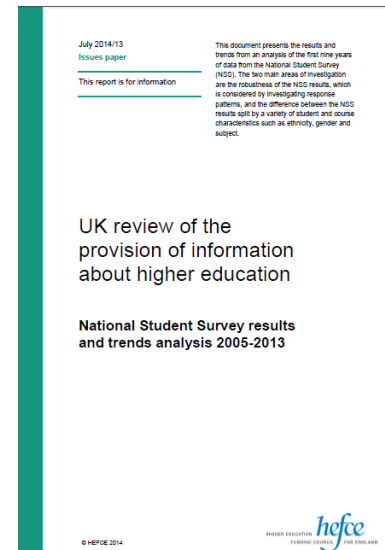 July 2014/13
Issues paper
This report is for information
This document presents the results and
trends from an analysis of the first nine years
of data from the National Student Survey
(NSS). The two main areas of investigation
are the robustness of the NSS results, which
is considered by investigating response
patterns, and the difference between the NSS
results split by a variety of student and course
characteristics such as ethnicity, gender and
subject.
UK review of the
provision of information
about higher education
National Student Survey results
and trends analysis 2005-2013
© HEFCE 2014
HIGHER EDUCATION hefce
FUNDING COUNCIL FOR ENGLAND